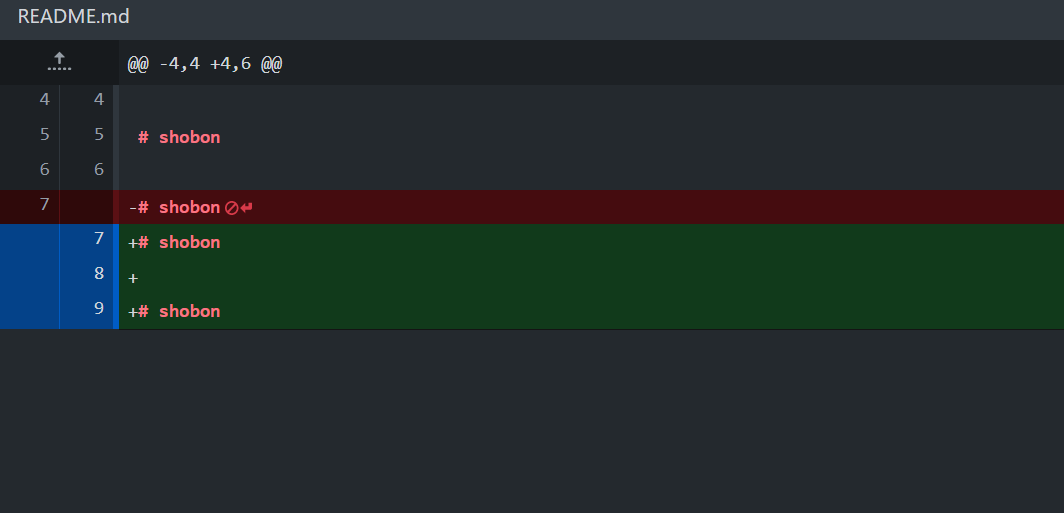 README.md
@@ -4,4 +4,6 @@
4 4
5 5 # shobon
6 6
7 -# shobon
7 +# shobon
8 +
9 +# shobon